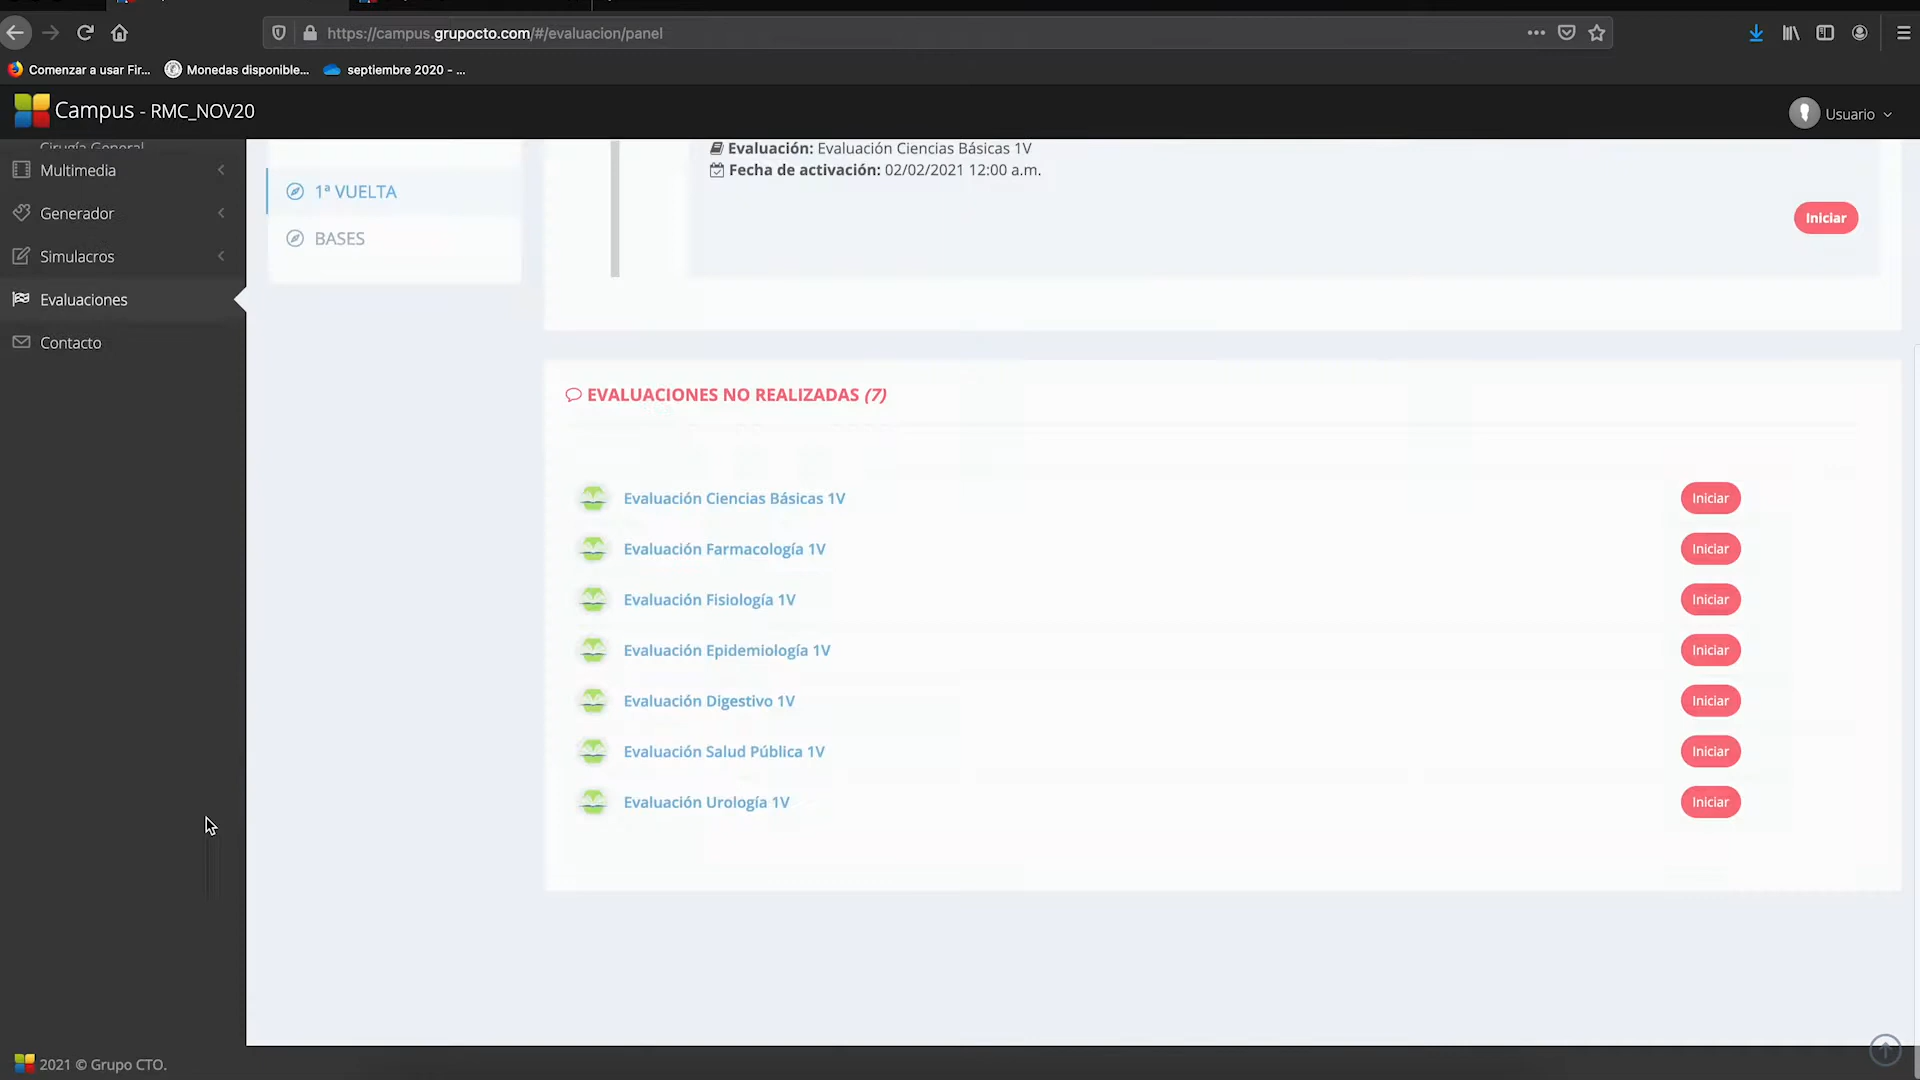 https://campus.grupocto.com/#/evaluacion/panel
Comenzar a usar Fir...
Monedas disponible...
septiembre 2020 - ...
Campus - RMC_NOV20
Usuario
Cirugía General
Multimedia
Generador
Simulacros
Evaluaciones
Contacto
1ª VUELTA
BASES
Evaluación: Evaluación Ciencias Básicas 1V
Fecha de activación: 02/02/2021 12:00 a.m.
Iniciar
EVALUACIONES NO REALIZADAS (7)
Evaluación Ciencias Básicas 1V Iniciar
Evaluación Farmacología 1V Iniciar
Evaluación Fisiología 1V Iniciar
Evaluación Epidemiología 1V Iniciar
Evaluación Digestivo 1V Iniciar
Evaluación Salud Pública 1V Iniciar
Evaluación Urología 1V Iniciar
2021 © Grupo CTO.